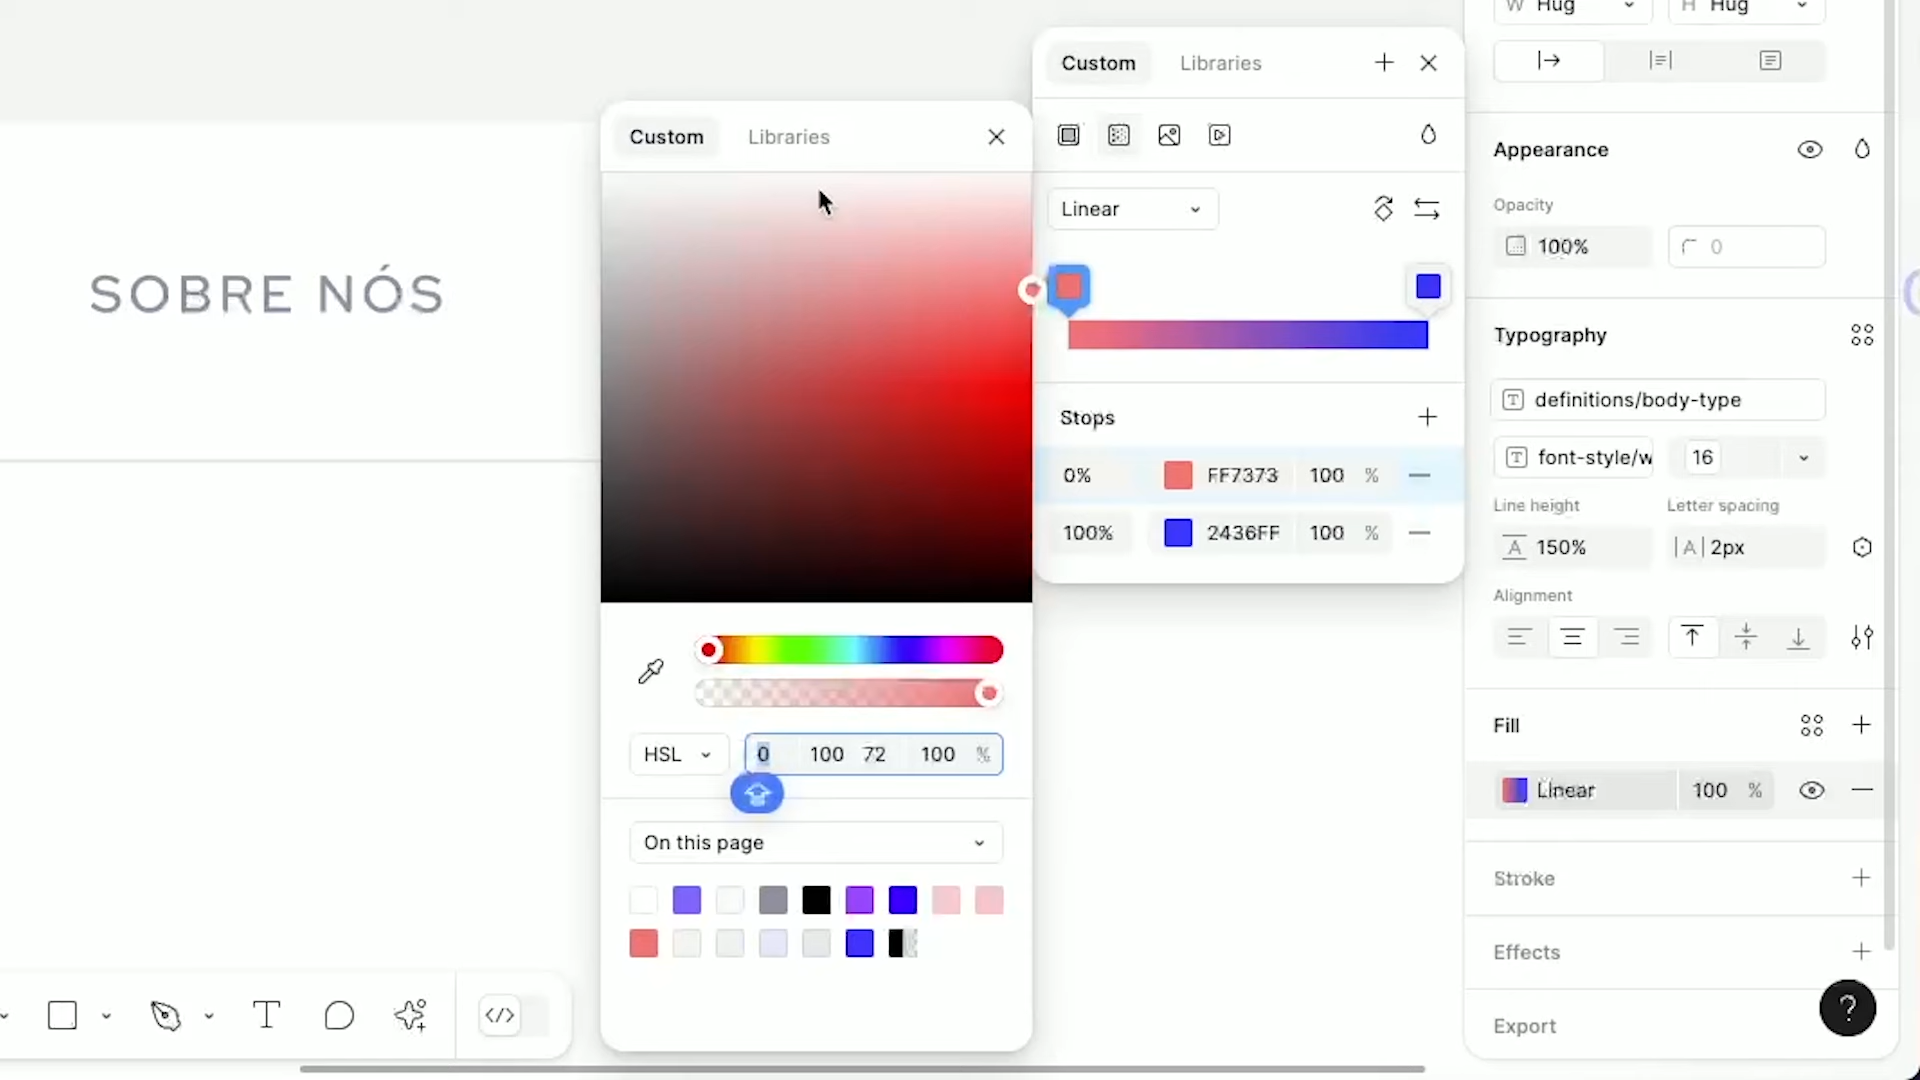 W Hug
H Hug
Custom
Libraries
Custom
Libraries
Appearance
Opacity
100%
0
Linear
SOBRE NÓS
Typography
definitions/body-type
Stops
font-style/w
16
0%
FF7373
100
%
Line height
Letter spacing
100%
2436FF
100
%
150%
|A| 2px
Alignment
Fill
HSL
0
100
72
100
%
Linear
100
%
On this page
Stroke
Effects
T
</>
Export
?